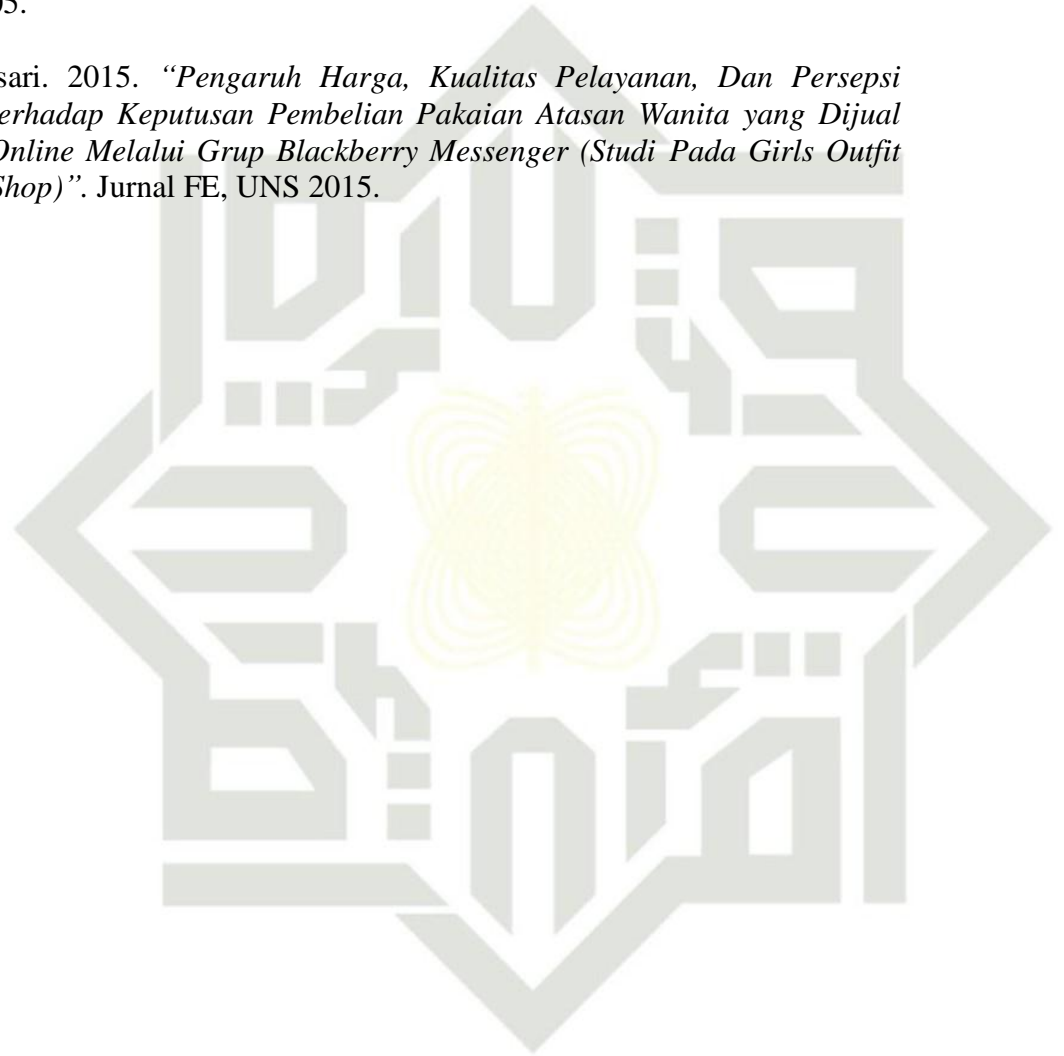 05.
sari. 2015. “Pengaruh Harga, Kualitas Pelayanan, Dan Persepsi
erhadap Keputusan Pembelian Pakaian Atasan Wanita yang Dijual
Online Melalui Grup Blackberry Messenger (Studi Pada Girls Outfit
Shop)”. Jurnal FE, UNS 2015.